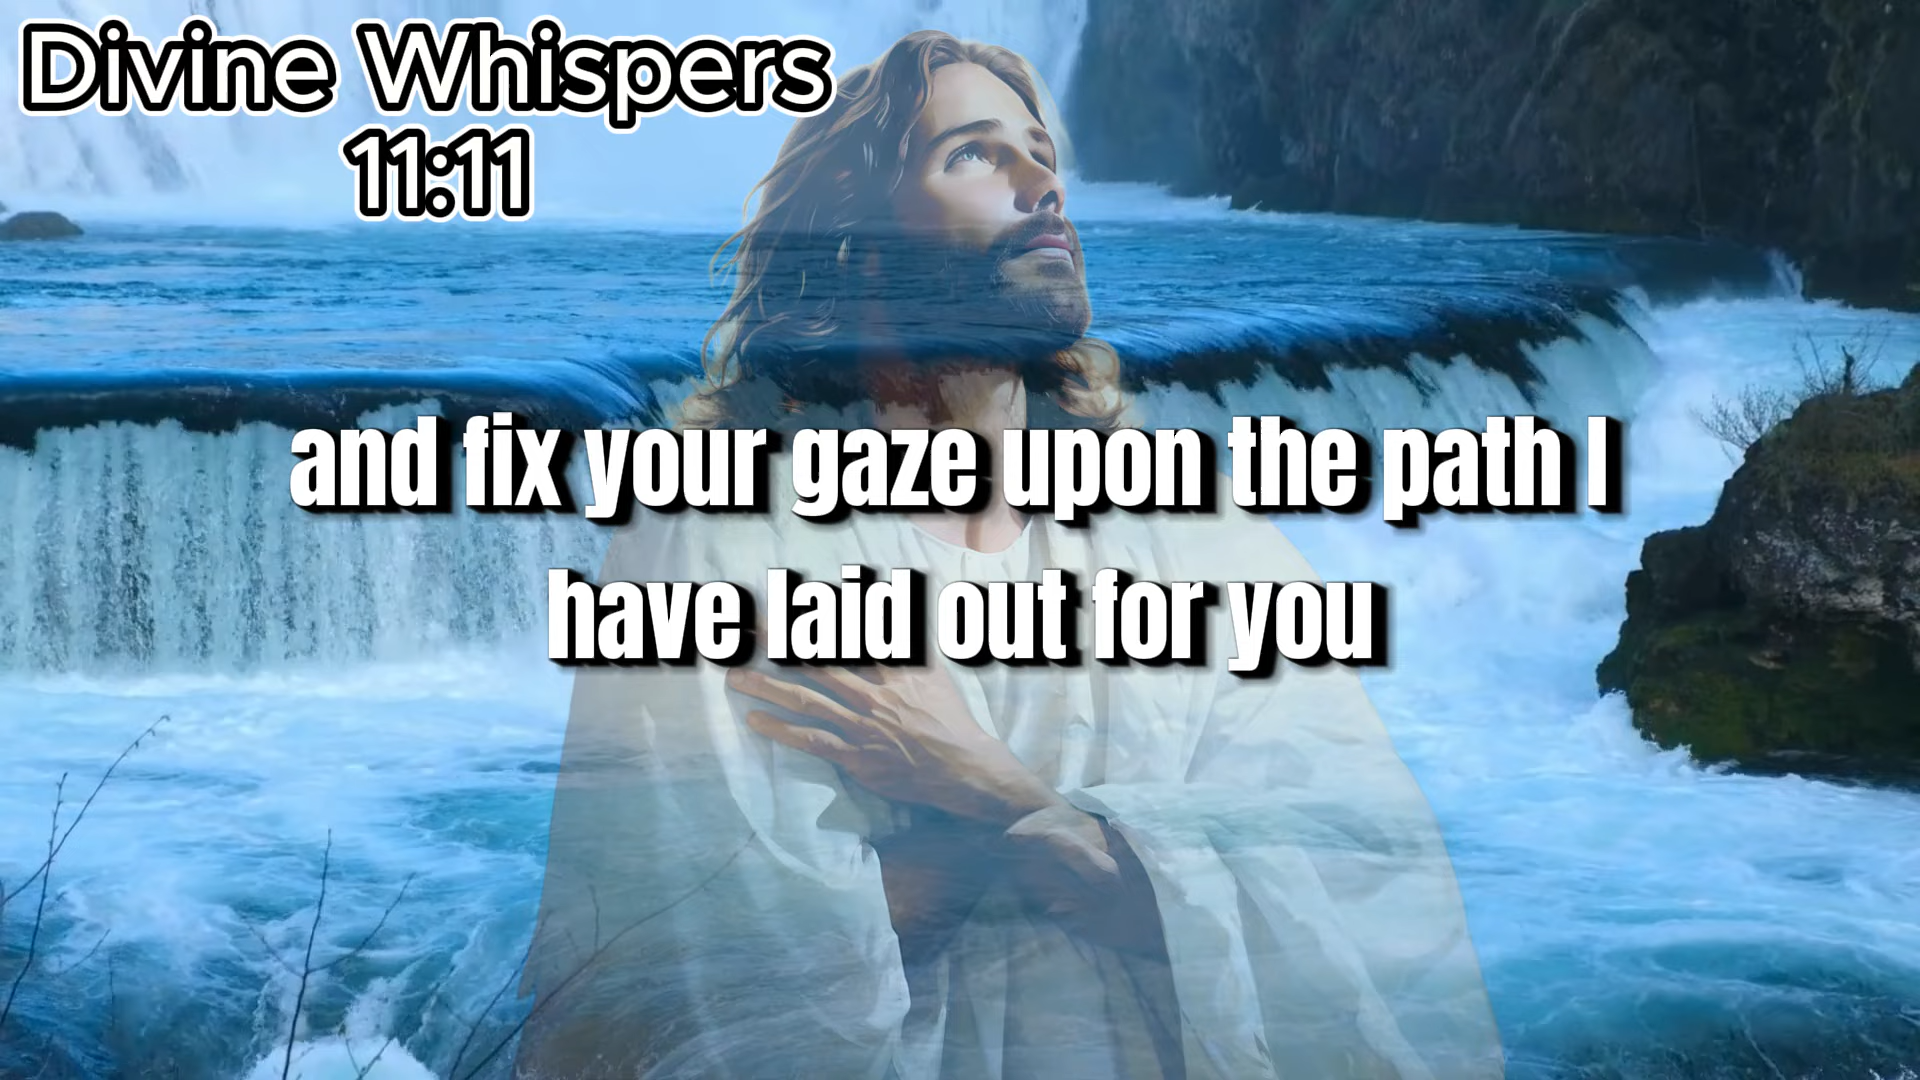 Divine Whispers
11:11
and fix your gaze upon the path I
have laid out for you